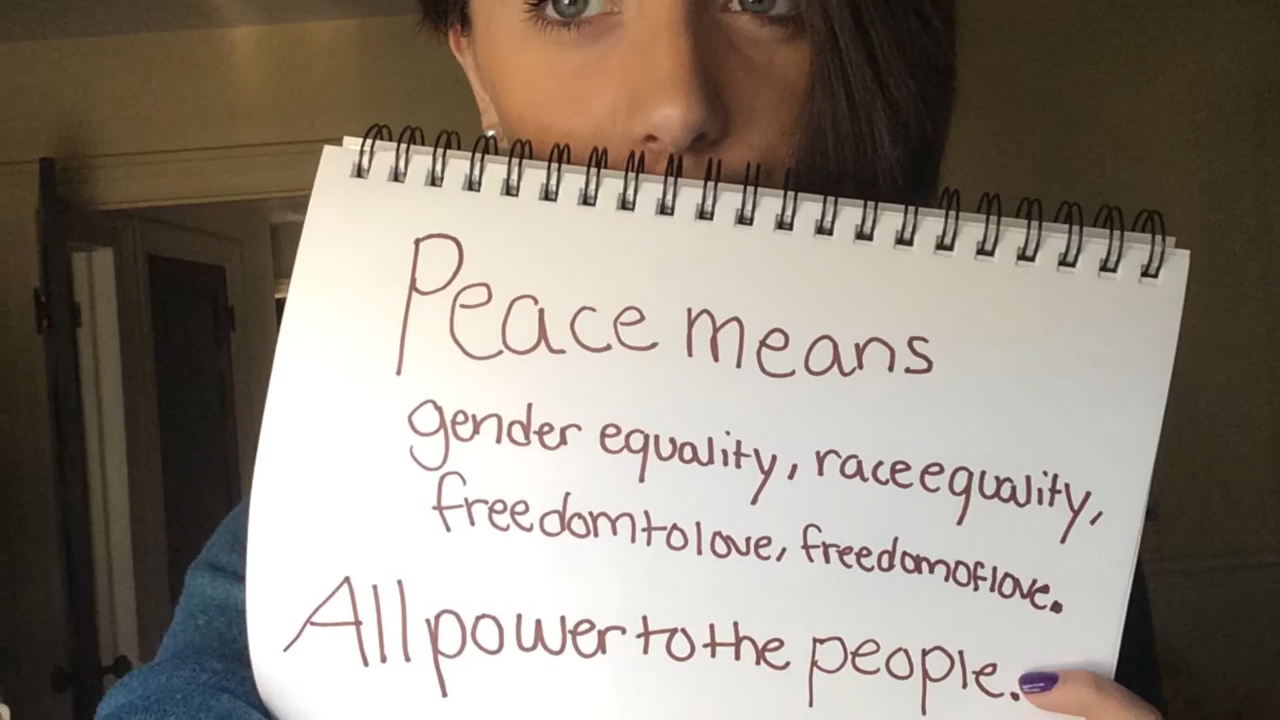 Peace means
gender equality, race equality,
freedom to love, freedom of love.
All power to the people.